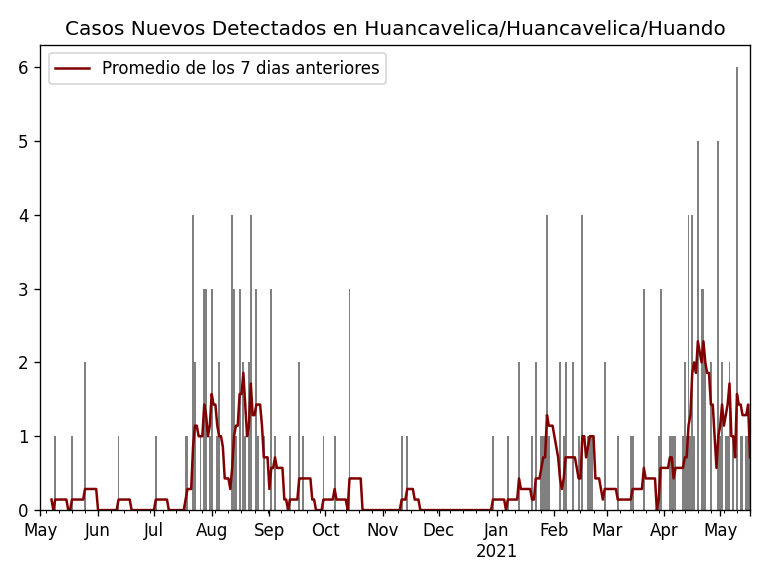 Casos Nuevos Detectados en Huancavelica/Huancavelica/Huando
Promedio de los 7 dias anteriores
6
5
4
3
2
1
0
May Jun Jul Aug Sep Oct Nov Dec Jan Feb Mar Apr May
2021